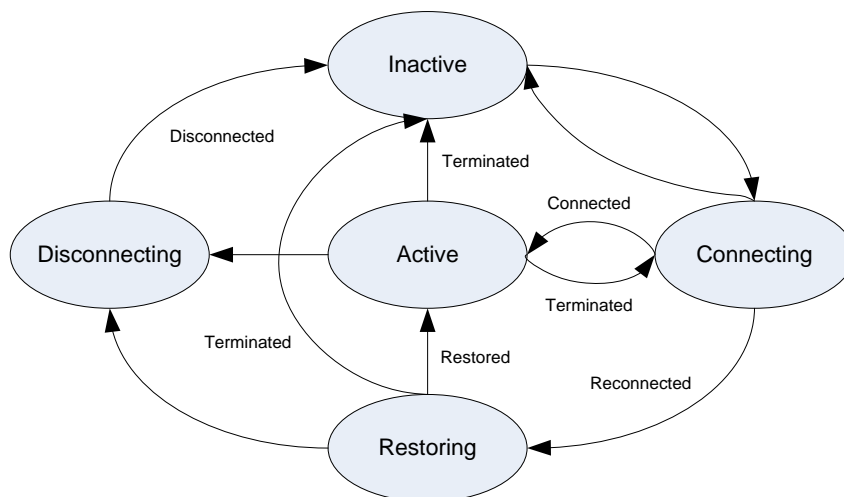 Inactive
Disconnected
Terminated
Connected
Disconnecting
Active
Connecting
Terminated
Terminated
Restored
Reconnected
Restoring